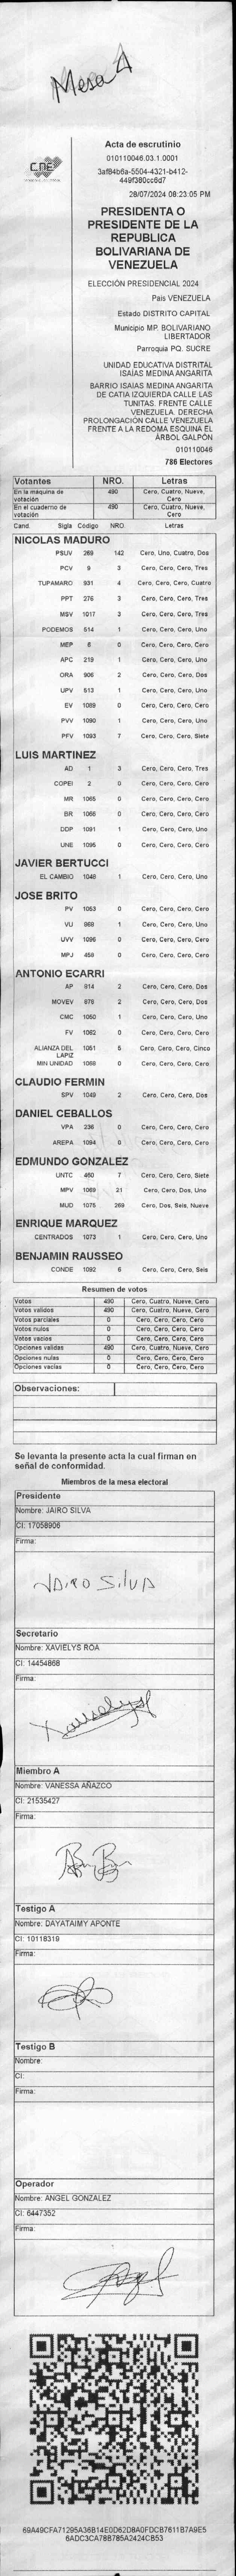 Mesa 4
CNE
Acta de escrutinio
010110046.03.1.0001
3af84b6a-5504-4321-b412-
449f380cc6d7
28/07/2024 08:23:05 PM
PRESIDENTA O
PRESIDENTE DE LA
REPUBLICA
BOLIVARIANA DE
VENEZUELA
ELECCIÓN PRESIDENCIAL 2024
Pais VENEZUELA
Estado DISTRITO CAPITAL
Municipio MP. BOLIVARIANO
LIBERTADOR
Parroquia PQ. SUCRE
UNIDAD EDUCATIVA DISTRITAL
ISAÍAS MEDINA ANGARITA
BARRIO ISAÍAS MEDINA ANGARITA
DE CATIA IZQUIERDA CALLE LAS
TUNITAS. FRENTE CALLE
VENEZUELA. DERECHA
PROLONGACIÓN CALLE VENEZUELA
FRENTE A LA REDOMA ESQUINA EL
ÁRBOL GALPÓN
010110046
786 Electores
Votantes NRO. Letras
En la máquina de votación 490 Cero, Cuatro, Nueve, Cero
En el cuaderno de votación 490 Cero, Cuatro, Nueve, Cero
Cand. Sigla Código NRO. Letras
NICOLAS MADURO
PSUV 269 142 Cero, Uno, Cuatro, Dos
PCV 9 3 Cero, Cero, Cero, Tres
TUPAMARO 931 4 Cero, Cero, Cero, Cuatro
PPT 276 3 Cero, Cero, Cero, Tres
MSV 1017 3 Cero, Cero, Cero, Tres
PODEMOS 514 1 Cero, Cero, Cero, Uno
MEP 6 0 Cero, Cero, Cero, Cero
APC 218 1 Cero, Cero, Cero, Uno
ORA 906 2 Cero, Cero, Cero, Dos
UPV 513 1 Cero, Cero, Cero, Uno
EV 1089 0 Cero, Cero, Cero, Cero
PVV 1090 1 Cero, Cero, Cero, Uno
PFV 1093 7 Cero, Cero, Cero, Siete
LUIS MARTINEZ
AD 1 3 Cero, Cero, Cero, Tres
COPEI 2 0 Cero, Cero, Cero, Cero
MR 1065 0 Cero, Cero, Cero, Cero
BR 1066 0 Cero, Cero, Cero, Cero
DDP 1091 1 Cero, Cero, Cero, Uno
UNE 1095 0 Cero, Cero, Cero, Cero
JAVIER BERTUCCI
EL CAMBIO 1048 1 Cero, Cero, Cero, Uno
JOSE BRITO
PV 1053 0 Cero, Cero, Cero, Cero
VU 969 1 Cero, Cero, Cero, Uno
UVV 1096 0 Cero, Cero, Cero, Cero
MPJ 458 0 Cero, Cero, Cero, Cero
ANTONIO ECARRI
AP 914 2 Cero, Cero, Cero, Dos
MOVEV 878 2 Cero, Cero, Cero, Dos
CMC 1050 1 Cero, Cero, Cero, Uno
FV 1062 0 Cero, Cero, Cero, Cero
ALIANZA DEL LAPIZ 1051 5 Cero, Cero, Cero, Cinco
MIN UNIDAD 1088 0 Cero, Cero, Cero, Cero
CLAUDIO FERMIN
SPV 1049 2 Cero, Cero, Cero, Dos
DANIEL CEBALLOS
VPA 236 0 Cero, Cero, Cero, Cero
AREPA 1094 0 Cero, Cero, Cero, Cero
EDMUNDO GONZALEZ
UNTC 460 7 Cero, Cero, Cero, Siete
MPV 1069 21 Cero, Cero, Dos, Uno
MUD 1075 269 Cero, Dos, Seis, Nueve
ENRIQUE MARQUEZ
CENTRADOS 1073 1 Cero, Cero, Cero, Uno
BENJAMIN RAUSSEO
CONDE 1092 6 Cero, Cero, Cero, Seis
Resumen de votos
Votos 490 Cero, Cuatro, Nueve, Cero
Votos validos 490 Cero, Cuatro, Nueve, Cero
Votos parciales 0 Cero, Cero, Cero, Cero
Votos nulos 0 Cero, Cero, Cero, Cero
Votos vacios 0 Cero, Cero, Cero, Cero
Opciones validas 490 Cero, Cuatro, Nueve, Cero
Opciones nulas 0 Cero, Cero, Cero, Cero
Opciones vacias 0 Cero, Cero, Cero, Cero
Observaciones:
Se levanta la presente acta la cual firman en
señal de conformidad.
Miembros de la mesa electoral
Presidente
Nombre: JAIRO SILVA
CI: 17058906
Firma:
JAIRO SILVA
Secretario
Nombre: XAVIELYS ROA
CI: 14454868
Firma:
Xavielys
Miembro A
Nombre: VANESSA AÑAZCO
CI: 21535427
Firma:
Testigo A
Nombre: DAYATAIMY APONTE
CI: 10118319
Firma:
Testigo B
Nombre:
CI:
Firma:
Operador
Nombre: ANGEL GONZALEZ
CI: 6447352
Firma:
69A49CFA71295A36B14E0D62D8A0FDCB7611B7A9E5
6ADC3CA78B785A2424CB53